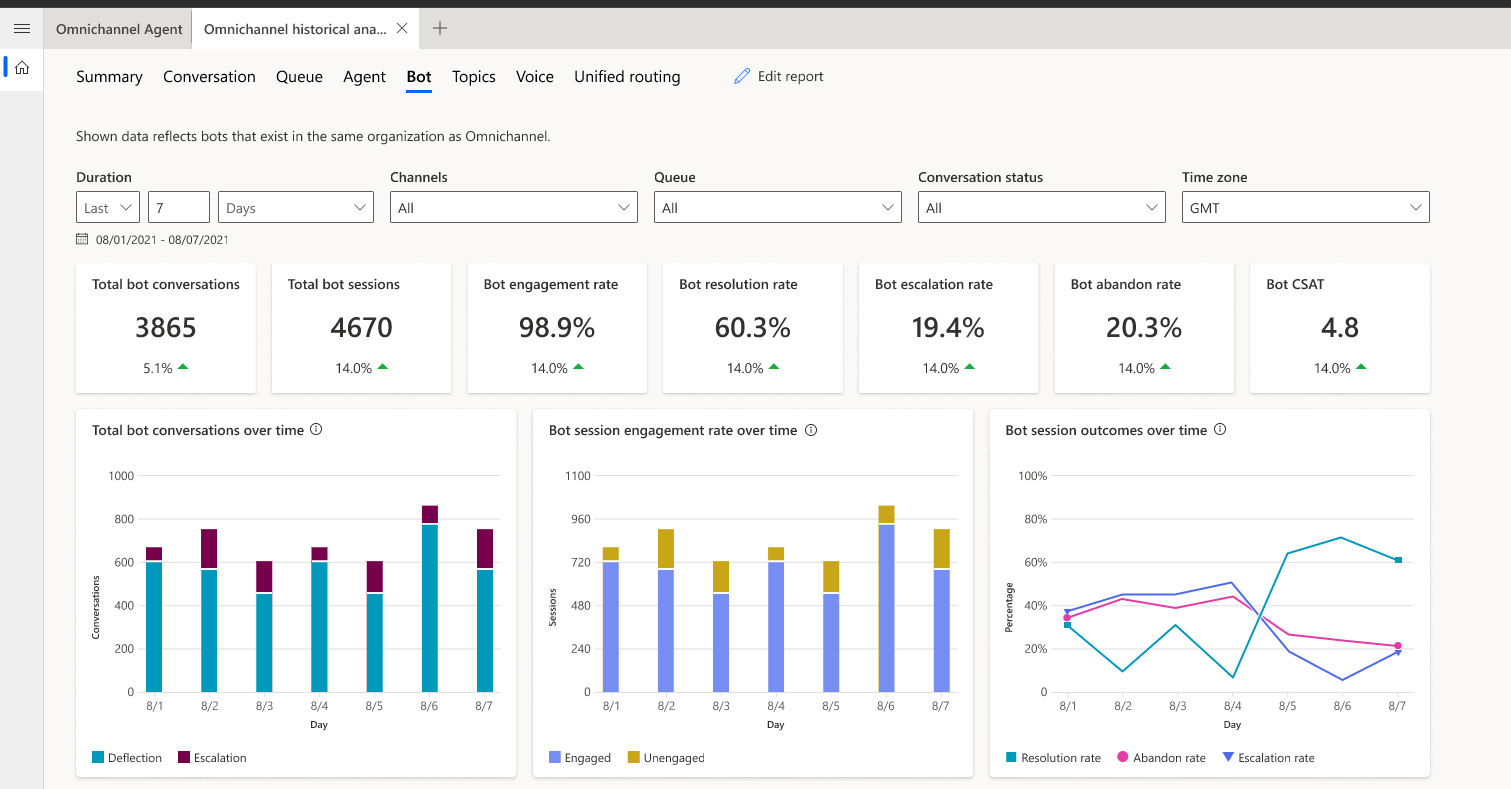 Omnichannel Agent Omnichannel historical ana...
Summary Conversation Queue Agent Bot Topics Voice Unified routing Edit report
Shown data reflects bots that exist in the same organization as Omnichannel.
Duration Channels Queue Conversation status Time zone
Last 7 Days All All All GMT
08/01/2021 - 08/07/2021
Total bot conversations Total bot sessions Bot engagement rate Bot resolution rate Bot escalation rate Bot abandon rate Bot CSAT
3865 4670 98.9% 60.3% 19.4% 20.3% 4.8
5.1% 14.0% 14.0% 14.0% 14.0% 14.0% 14.0%
Total bot conversations over time
1000
800
600
400
200
0
Conversations
8/1 8/2 8/3 8/4 8/5 8/6 8/7
Day
Deflection Escalation
Bot session engagement rate over time
1100
960
720
480
240
0
Sessions
8/1 8/2 8/3 8/4 8/5 8/6 8/7
Day
Engaged Unengaged
Bot session outcomes over time
100%
80%
60%
40%
20%
0
Percentage
8/1 8/2 8/3 8/4 8/5 8/6 8/7
Day
Resolution rate Abandon rate Escalation rate